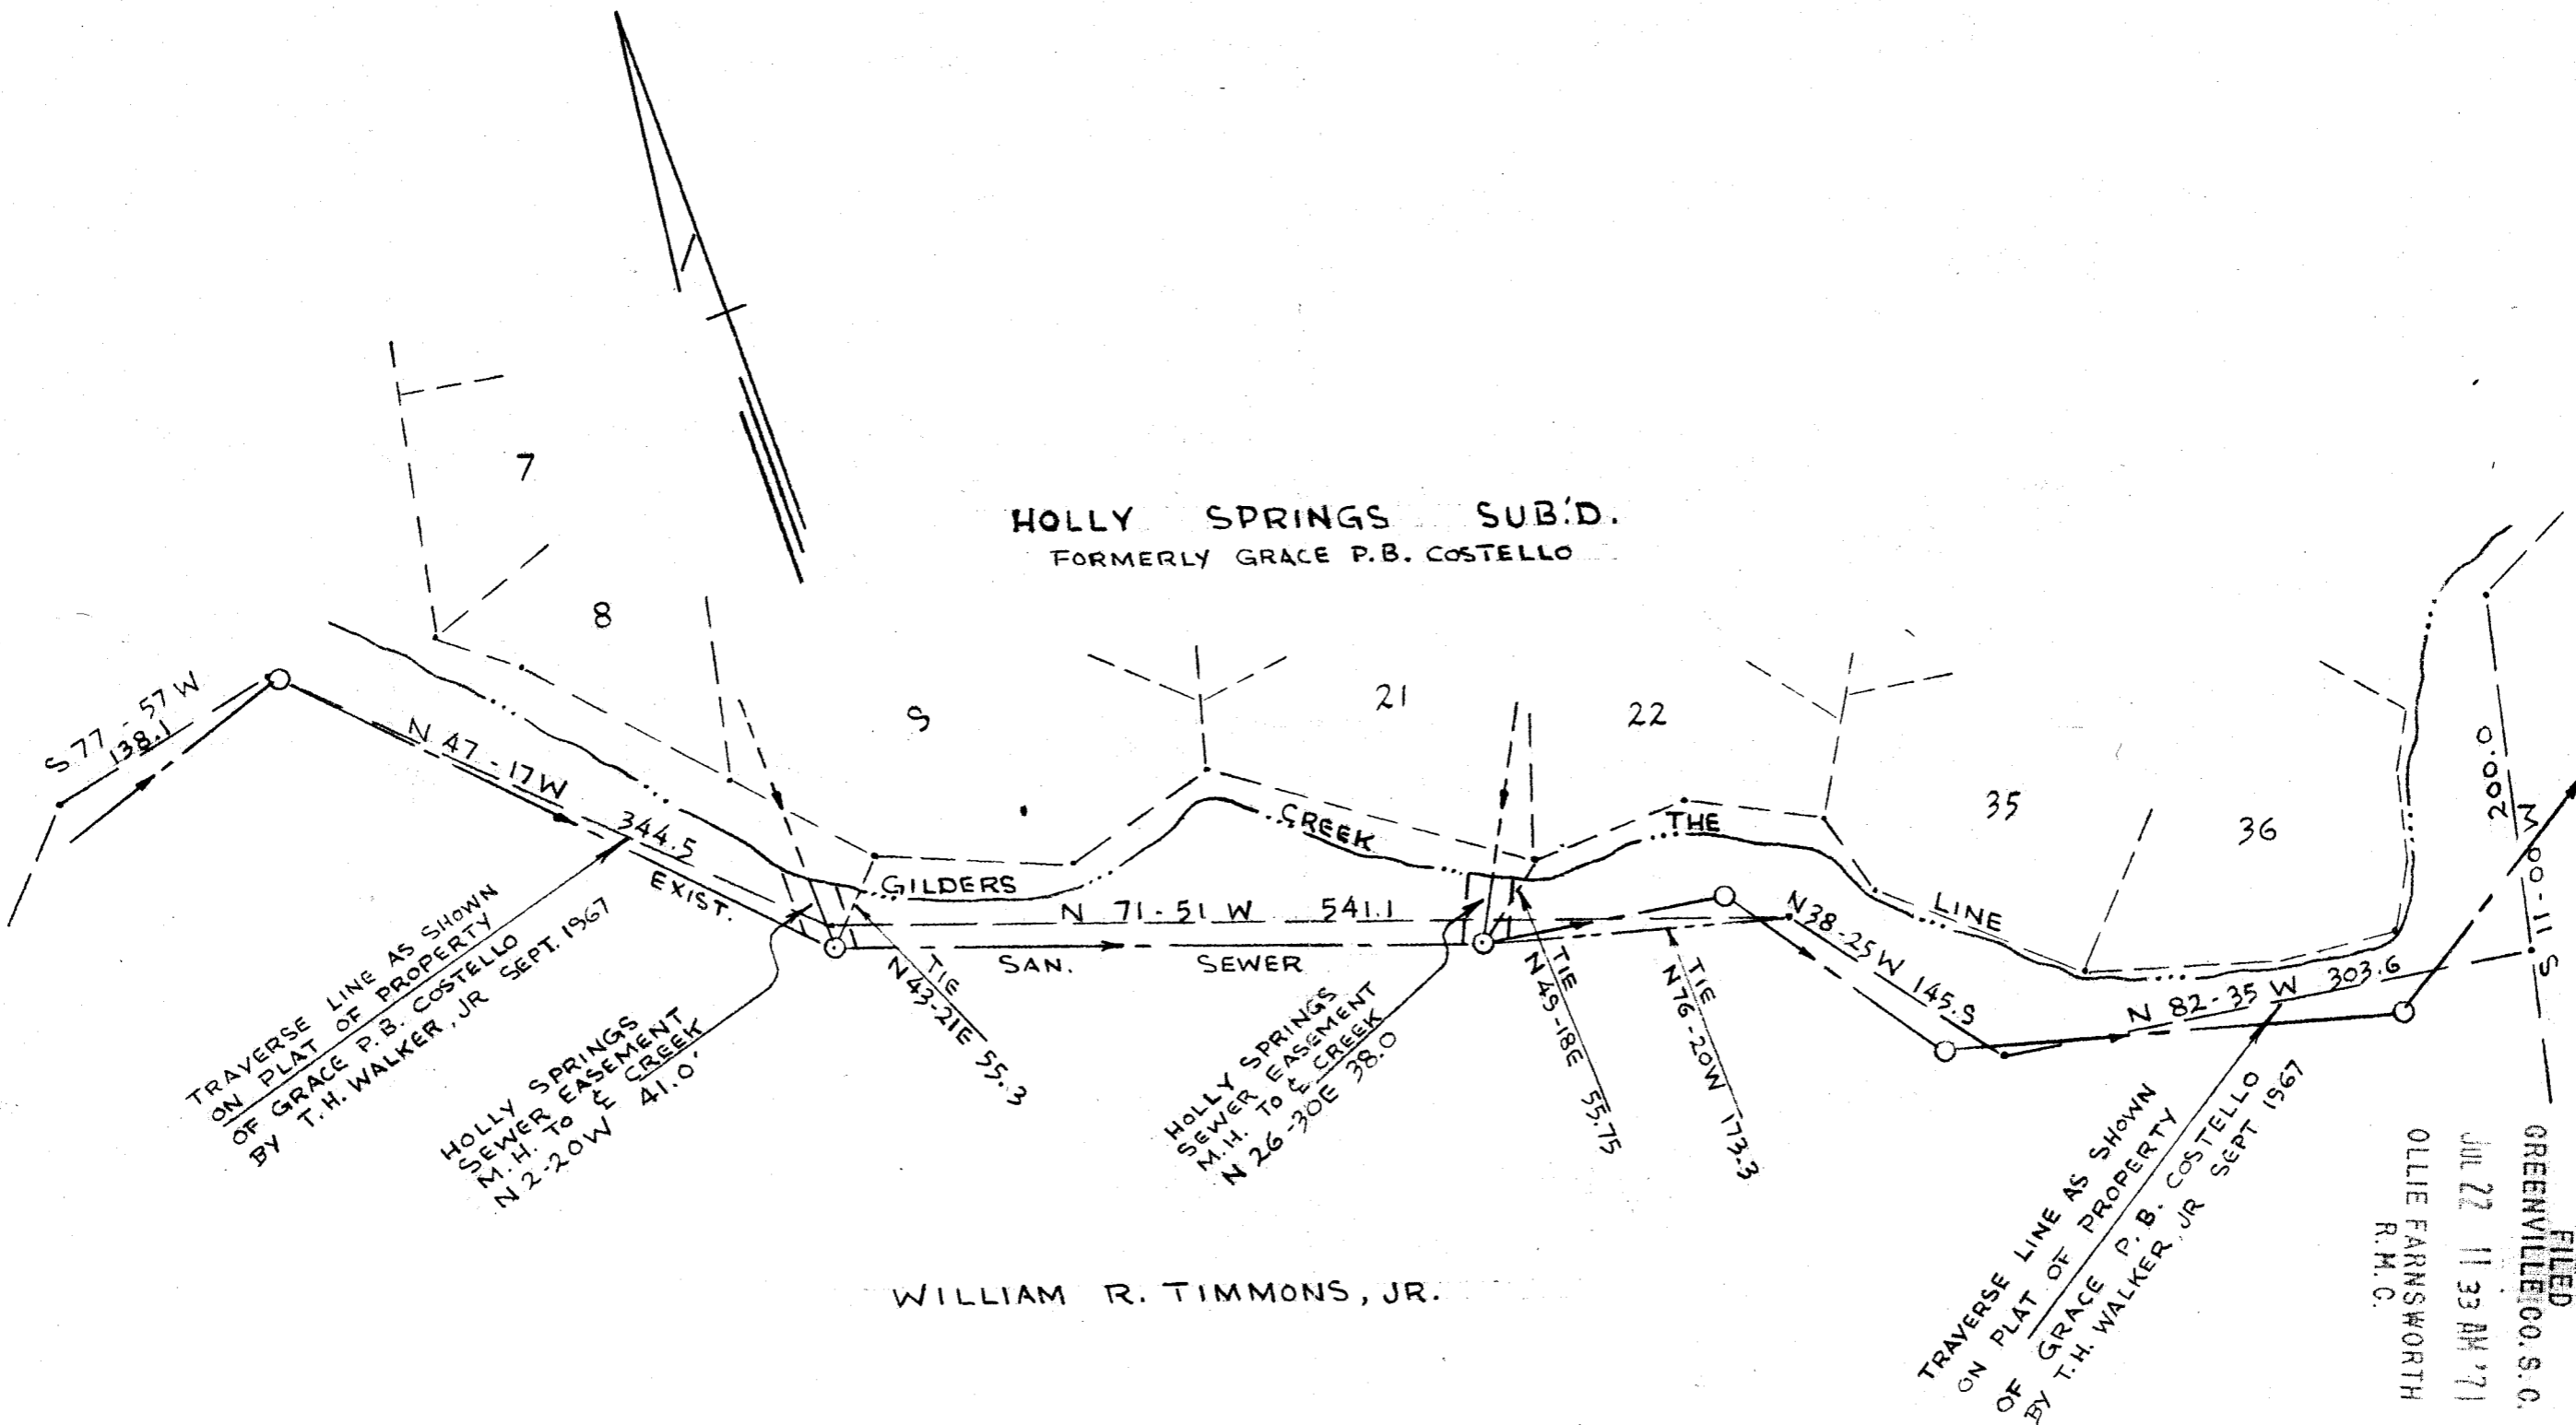 HOLLY SPRINGS SUB'D.
FORMERLY GRACE P.B. COSTELLO
7
8
9
21
22
35
36
S 77-57 W
138.1
N 47-17 W 344.5
EXIST.
GILDERS CREEK THE LINE
N 71-51 W 541.1
SAN. SEWER
N38-25W 145.9
N 82-35 W 303.6
200.0
S 11-00 W
TRAVERSE LINE AS SHOWN
ON PLAT OF PROPERTY
OF GRACE P.B. COSTELLO
BY T.H. WALKER, JR SEPT. 1967
HOLLY SPRINGS
SEWER EASEMENT
M.H. TO ℄ CREEK
N 2-20W 41.0'
TIE
N43-21E 55.3
HOLLY SPRINGS
SEWER EASEMENT
M.H. TO ℄ CREEK
N 26-30E 38.0
TIE
N 49-18E 55.75
TIE
N76-20W 173.3
TRAVERSE LINE AS SHOWN
ON PLAT OF PROPERTY
OF GRACE P.B. COSTELLO
BY T.H. WALKER, JR SEPT 1967
WILLIAM R. TIMMONS, JR.
FILED
GREENVILLE CO. S. C.
JUL 22 11 33 AM '71
OLLIE FARNSWORTH
R.M.C.